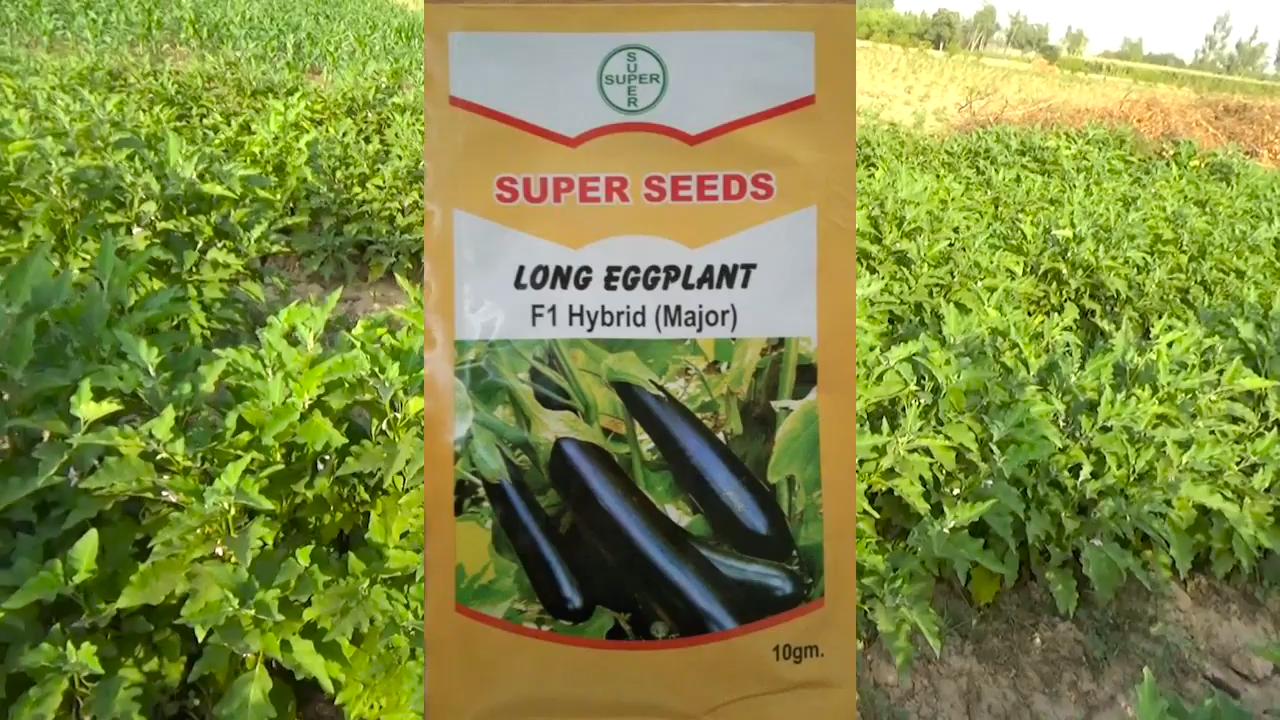 SUPER
SUPER
SUPER SEEDS
LONG EGGPLANT
F1 Hybrid (Major)
10gm.